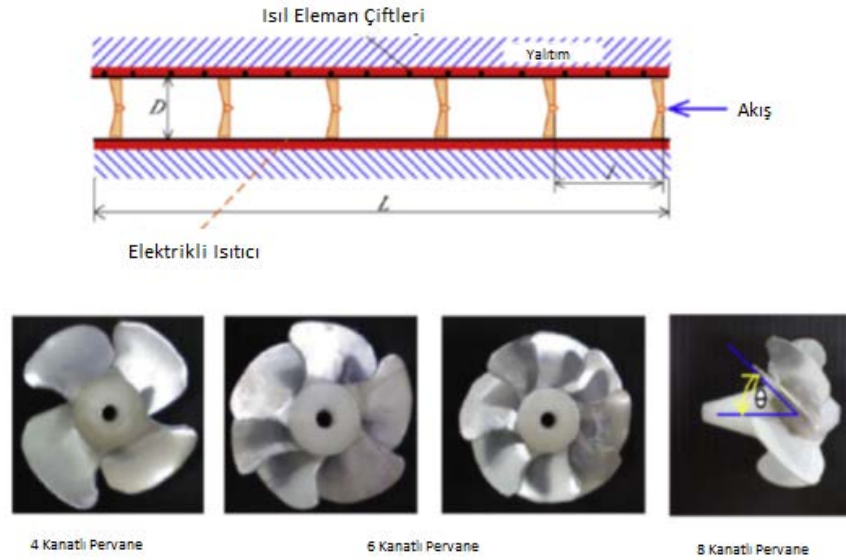 Isıl Eleman Çiftleri
Yalıtım
D
Akış
L
Elektrikli Isıtıcı
θ
4 Kanatlı Pervane
6 Kanatlı Pervane
8 Kanatlı Pervane